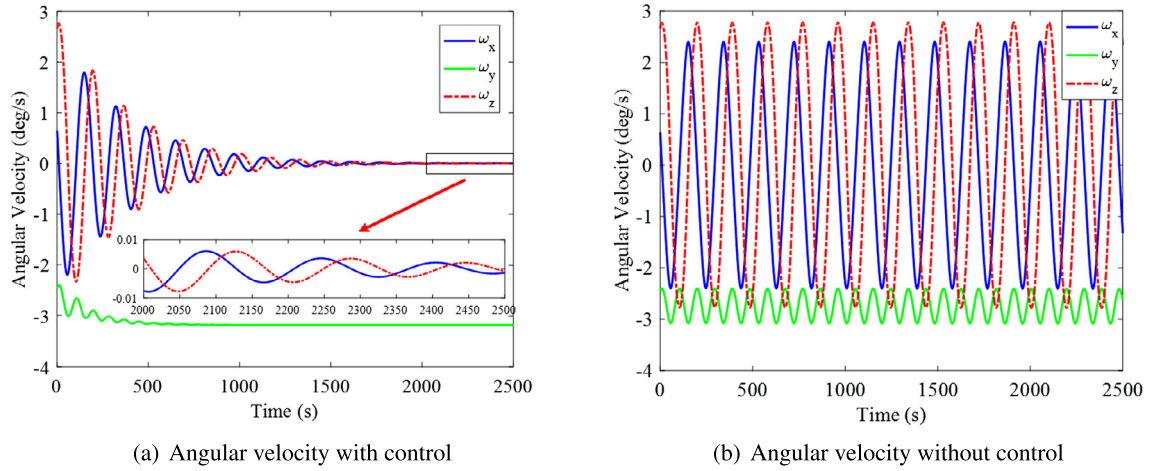 3
2
1
0
-1
-2
-3
-4
Angular Velocity (deg/s)
ωx
ωy
ωz
0.01
0
-0.01
2000 2050 2100 2150 2200 2250 2300 2350 2400 2450 2500
0 500 1000 1500 2000 2500
Time (s)
(a) Angular velocity with control
3
2
1
0
-1
-2
-3
-4
Angular Velocity (deg/s)
ωx
ωy
ωz
0 500 1000 1500 2000 2500
Time (s)
(b) Angular velocity without control